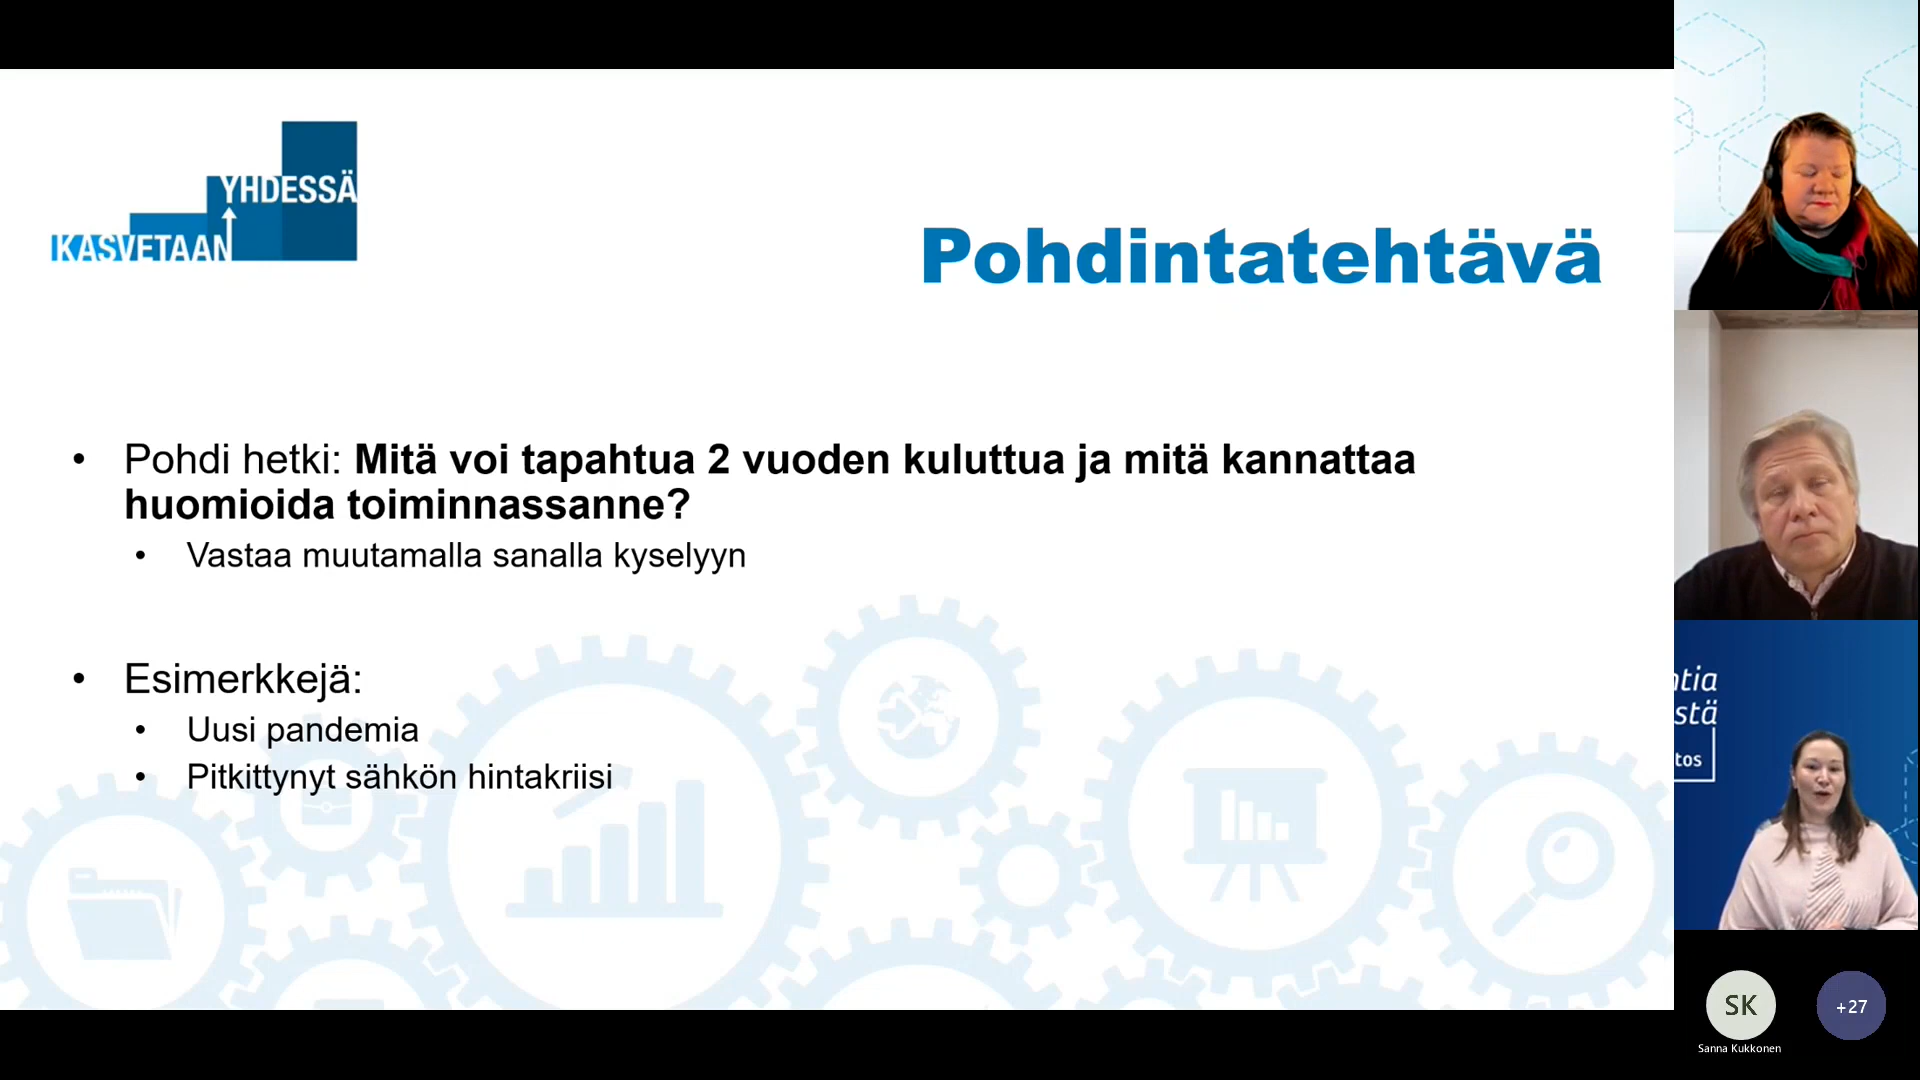 YHDESSÄ
KASVETAAN
Pohdintatehtävä
• Pohdi hetki: Mitä voi tapahtua 2 vuoden kuluttua ja mitä kannattaa
huomioida toiminnassanne?
• Vastaa muutamalla sanalla kyselyyn
• Esimerkkejä:
• Uusi pandemia
• Pitkittynyt sähkön hintakriisi
ntia
stä
tos
SK
+27
Sanna Kukkonen